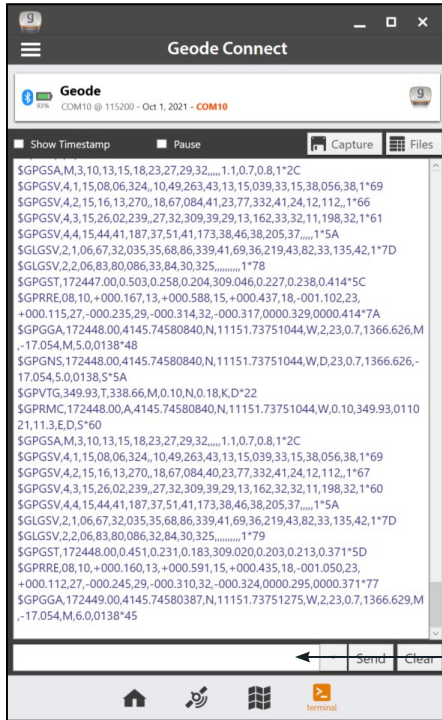 g
Geode Connect
Geode
93%
COM10 @ 115200 - Oct 1, 2021 - COM10
g
Show Timestamp
Pause
Capture
Files
$GPGSA,M,3,10,13,15,18,23,27,29,32,,,,,1.1,0.7,0.8,1*2C
$GPGSV,4,1,15,08,06,324,,10,49,263,43,13,15,039,33,15,38,056,38,1*69
$GPGSV,4,2,15,16,13,270,,18,67,084,41,23,77,332,41,24,12,112,,1*66
$GPGSV,4,3,15,26,02,239,,27,32,309,39,29,13,162,33,32,11,198,32,1*61
$GPGSV,4,4,15,44,41,187,37,51,41,173,38,46,38,205,37,,,,,1*5A
$GLGSV,2,1,06,67,32,035,35,68,86,339,41,69,36,219,43,82,33,135,42,1*7D
$GLGSV,2,2,06,83,80,086,33,84,30,325,,,,,,,,,,1*78
$GPGST,172447.00,0.503,0.258,0.204,309.046,0.227,0.238,0.414*5C
$GPRRE,08,10,+000.167,13,+000.588,15,+000.437,18,-001.102,23,
+000.115,27,-000.235,29,-000.314,32,-000.317,0000.329,0000.414*7A
$GPGGA,172448.00,4145.74580840,N,11151.73751044,W,2,23,0.7,1366.626,M
,-17.054,M,5.0,0138*48
$GPGNS,172448.00,4145.74580840,N,11151.73751044,W,D,23,0.7,1366.626,-
17.054,5.0,0138,S*5A
$GPVTG,349.93,T,338.66,M,0.10,N,0.18,K,D*22
$GPRMC,172448.00,A,4145.74580840,N,11151.73751044,W,0.10,349.93,0110
21,11.3,E,D,S*60
$GPGSA,M,3,10,13,15,18,23,27,29,32,,,,,1.1,0.7,0.8,1*2C
$GPGSV,4,1,15,08,06,324,,10,49,263,43,13,15,039,33,15,38,056,38,1*69
$GPGSV,4,2,15,16,13,270,,18,67,084,40,23,77,332,41,24,12,112,,1*67
$GPGSV,4,3,15,26,02,239,,27,32,309,39,29,13,162,32,32,11,198,32,1*60
$GPGSV,4,4,15,44,41,187,37,51,41,173,38,46,38,205,37,,,,,1*5A
$GLGSV,2,1,06,67,32,035,35,68,86,339,41,69,36,219,43,82,33,135,42,1*7D
$GLGSV,2,2,06,83,80,086,32,84,30,325,,,,,,,,,,1*79
$GPGST,172448.00,0.451,0.231,0.183,309.020,0.203,0.213,0.371*5D
$GPRRE,08,10,+000.160,13,+000.591,15,+000.435,18,-001.050,23,
+000.112,27,-000.245,29,-000.310,32,-000.324,0000.295,0000.371*77
$GPGGA,172449.00,4145.74580387,N,11151.73751275,W,2,23,0.7,1366.629,M
,-17.054,M,6.0,0138*45
Send
Clear
terminal